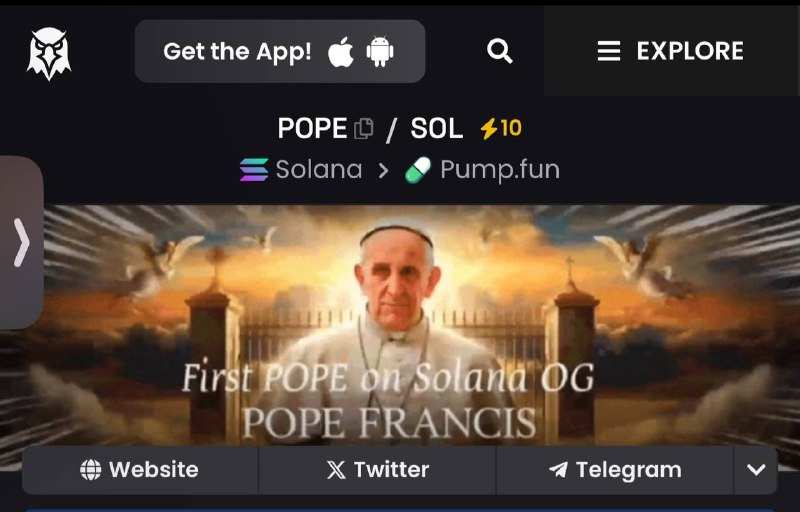 Get the App!
EXPLORE
POPE / SOL 10
Solana > Pump.fun
First POPE on Solana OG
POPE FRANCIS
Website
Twitter
Telegram